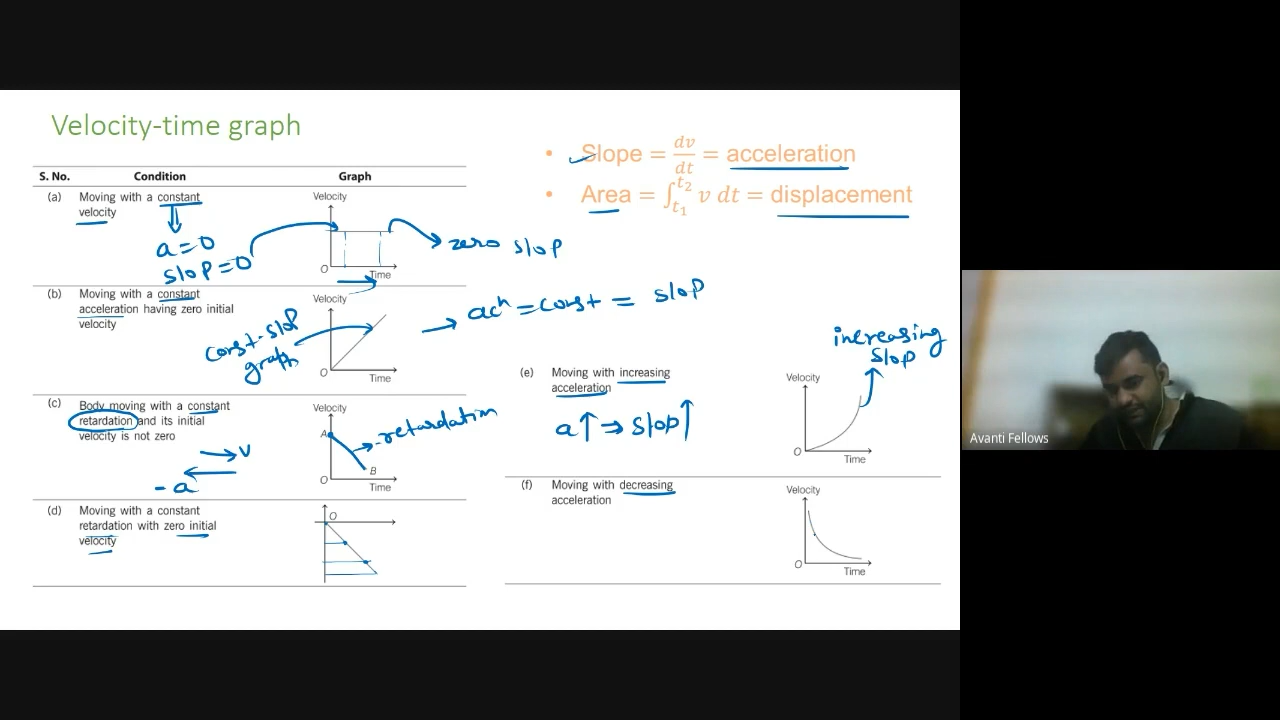 Velocity-time graph
• Slope = dv/dt = acceleration
• Area = ∫t1t2 v dt = displacement
S. No. Condition Graph
(a) Moving with a constant
velocity
a=0
slop=0
Velocity
O
Time
zero slop
(b) Moving with a constant
acceleration having zero initial
velocity
Velocity
const-slop
graph
O
Time
acn = const = slop
(c) Body moving with a constant
retardation and its initial
velocity is not zero
v
-a
Velocity
A
B
O
Time
-retardation
(d) Moving with a constant
retardation with zero initial
velocity
O
(e) Moving with increasing
acceleration
a↑ ⇒ slop↑
increasing
slop
Velocity
O
Time
(f) Moving with decreasing
acceleration
Velocity
O
Time
Avanti Fellows